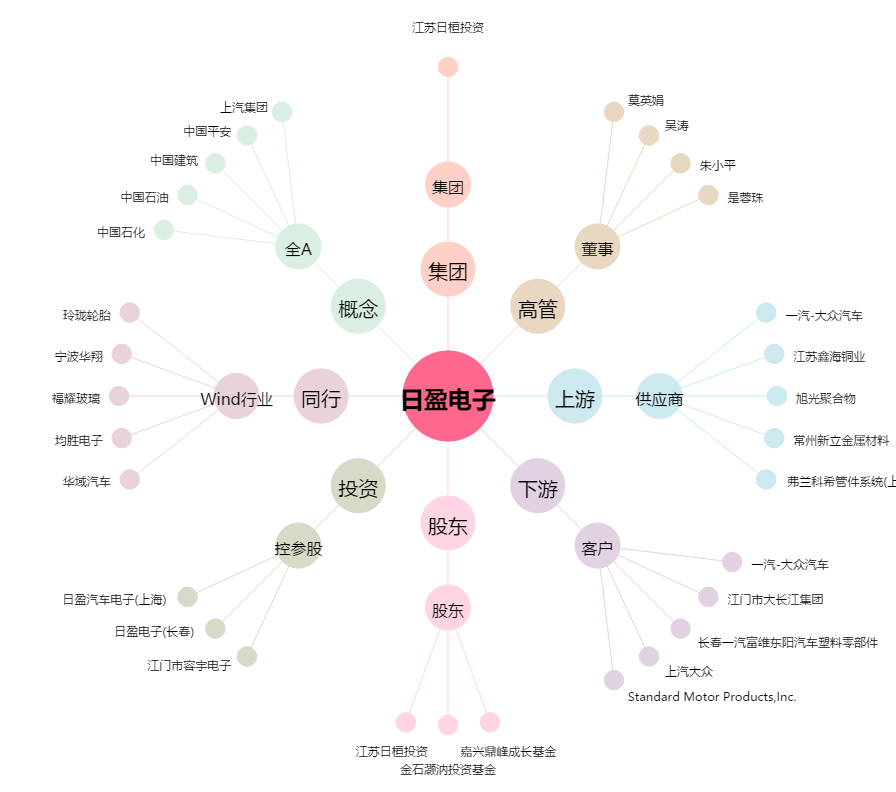 江苏日桓投资
上汽集团
莫英娟
中国平安
吴涛
中国建筑
朱小平
中国石油
集团
是蓉珠
中国石化
全A
董事
集团
概念
高管
玲珑轮胎
一汽-大众汽车
宁波华翔
江苏鑫海铜业
福耀玻璃
Wind行业
同行
日盈电子
上游
供应商
旭光聚合物
均胜电子
常州新立金属材料
华域汽车
弗兰科希管件系统(上
投资
下游
股东
控参股
客户
一汽-大众汽车
日盈汽车电子(上海)
江门市大长江集团
股东
日盈电子(长春)
长春一汽富维东阳汽车塑料零部件
江门市容宇电子
上汽大众
Standard Motor Products,Inc.
江苏日桓投资
嘉兴鼎峰成长基金
金石灏汭投资基金